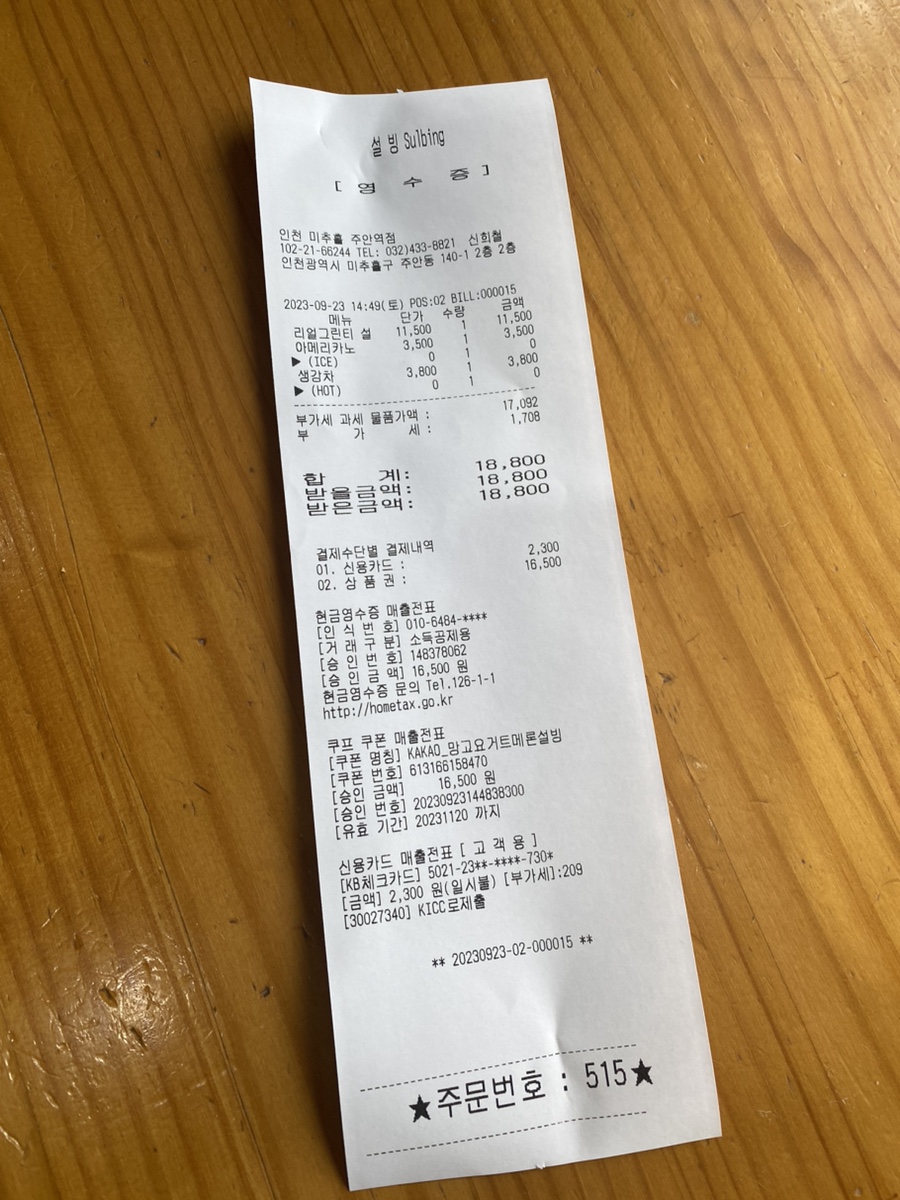 설빙 Sulbing
[ 영 수 증 ]
인천 미추홀 주안역점
102-21-66244 TEL: 032)433-8821 신희철
인천광역시 미추홀구 주안동 140-1 2층 2층
2023-09-23 14:49(토) POS:02 BILL:000015
메뉴 단가 수량 금액
리얼그린티 설 11,500 1 11,500
아메리카노 3,500 1 3,500
▶ (ICE) 0 1 0
생강차 3,800 1 3,800
▶ (HOT) 0 1 0
부가세 과세 물품가액 : 17,092
부 가 세 : 1,708
합 계: 18,800
받을금액: 18,800
받은금액: 18,800
결제수단별 결제내역
01. 신용카드 : 2,300
02. 상 품 권 : 16,500
현금영수증 매출전표
[인 식 번 호] 010-6484-****
[거 래 구 분] 소득공제용
[승 인 번 호] 148378062
[승 인 금 액] 16,500 원
현금영수증 문의 Tel.126-1-1
http://hometax.go.kr
쿠프 쿠폰 매출전표
[쿠폰 명칭] KAKAO_망고요거트메론설빙
[쿠폰 번호] 613166158470
[승인 금액] 16,500 원
[승인 번호] 20230923144838300
[유효 기간] 20231120 까지
신용카드 매출전표 [ 고 객 용 ]
[KB체크카드] 5021-23**-****-730*
[금액] 2,300 원(일시불) [부가세]:209
[30027340] KICC로제출
** 20230923-02-000015 **
★주문번호 : 515★